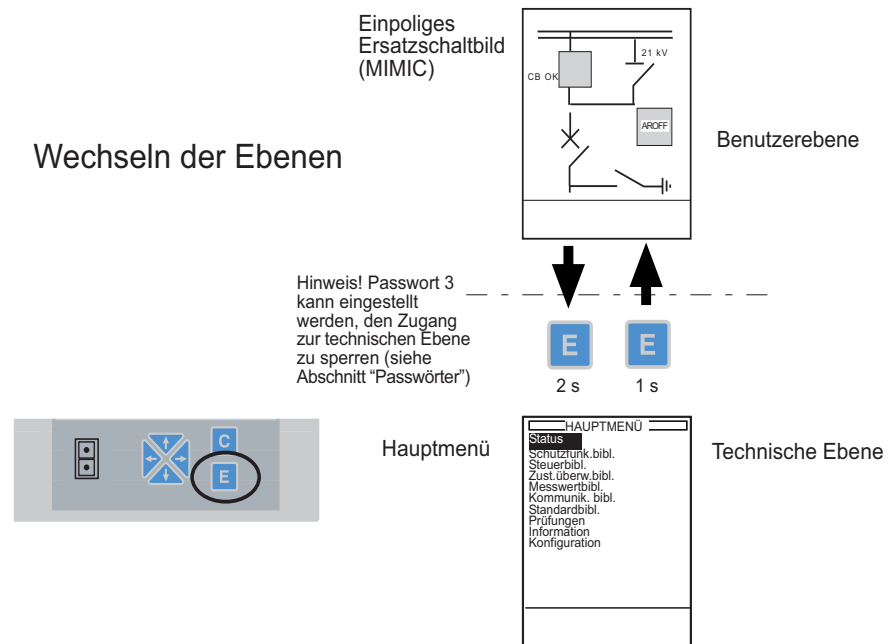 Einpoliges
Ersatzschaltbild
(MIMIC)
21 kV
CB OK
AROFF
Benutzerebene
Wechseln der Ebenen
Hinweis! Passwort 3
kann eingestellt
werden, den Zugang
zur technischen Ebene
zu sperren (siehe
Abschnitt “Passwörter”)
E
E
2 s
1 s
C
E
Hauptmenü
HAUPTMENÜ
Status
Schutzfunk.bibl.
Steuerbibl.
Zust.überw.bibl.
Messwertbibl.
Kommunik. bibl.
Standardbibl.
Prüfungen
Information
Konfiguration
Technische Ebene